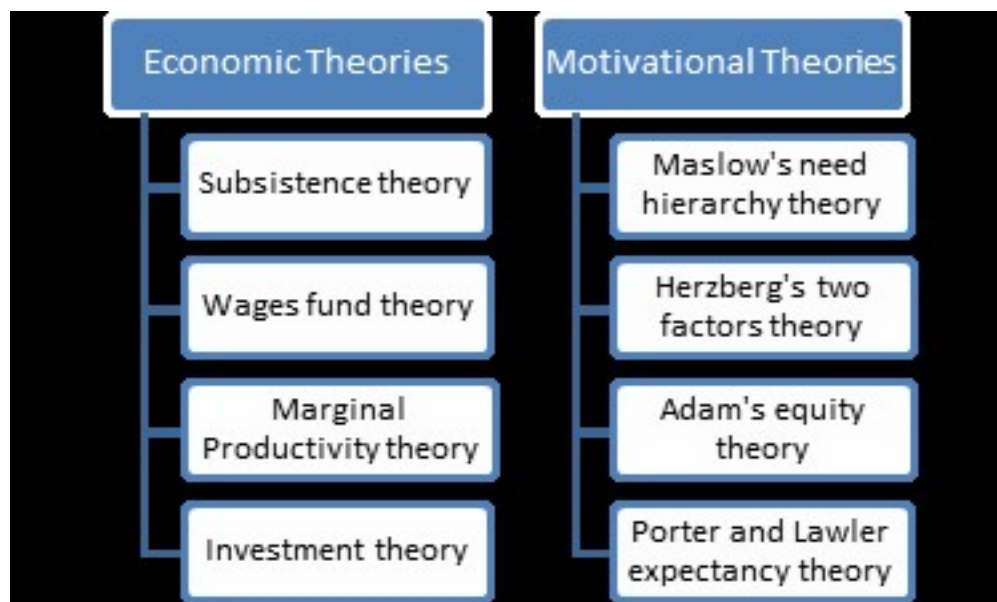 Economic Theories
Subsistence theory
Wages fund theory
Marginal
Productivity theory
Investment theory
Motivational Theories
Maslow's need
hierarchy theory
Herzberg's two
factors theory
Adam's equity
theory
Porter and Lawler
expectancy theory